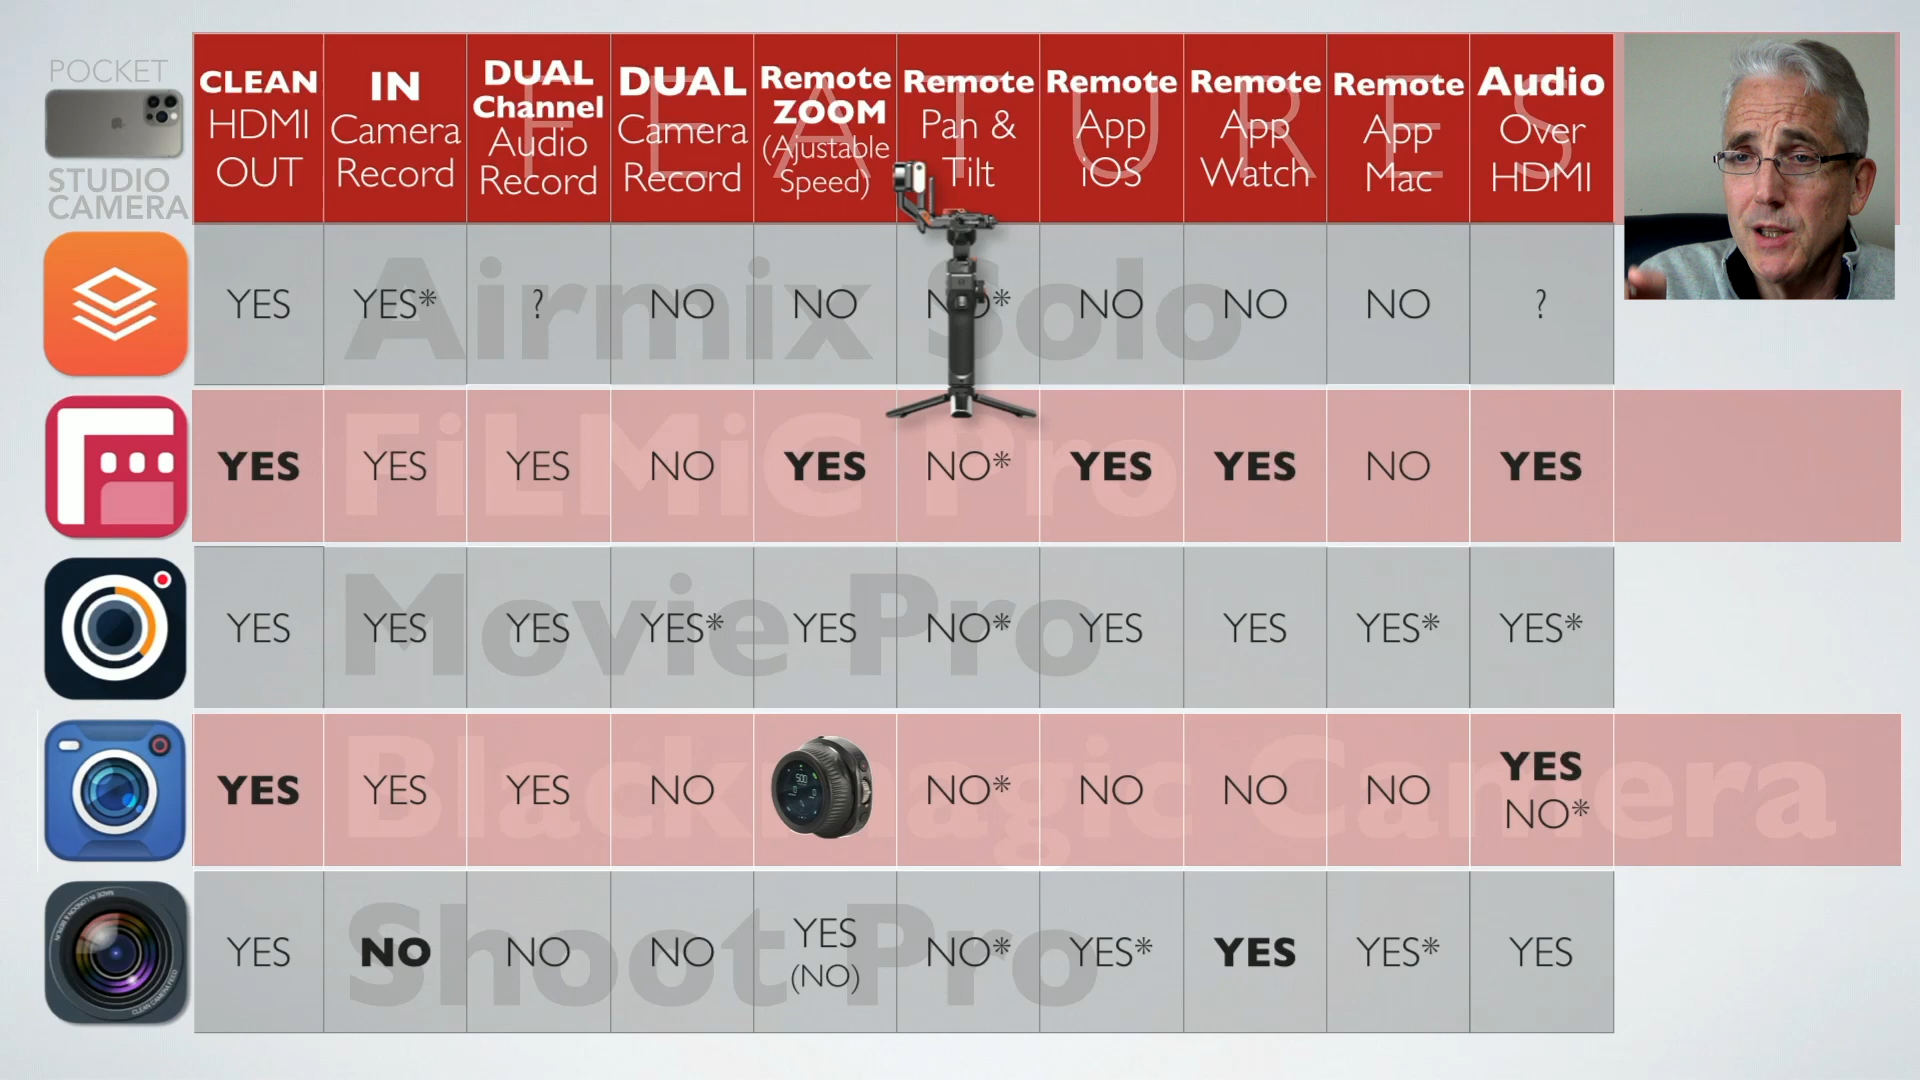 POCKET
STUDIO
CAMERA
FEATURES
CLEAN
HDMI
OUT
IN
Camera
Record
DUAL
Channel
Audio
Record
DUAL
Camera
Record
Remote
ZOOM
(Ajustable
Speed)
Remote
Pan &
Tilt
Remote
App
iOS
Remote
App
Watch
Remote
App
Mac
Audio
Over
HDMI
Airmix Solo
YES YES* ? NO NO NO* NO NO NO ?
FiLMiC Pro
YES YES YES NO YES NO* YES YES NO YES
Movie Pro
YES YES YES YES* YES NO* YES YES YES* YES*
Blackmagic Camera
YES YES YES NO 500 NO* NO NO NO YES
NO*
Shoot Pro
YES NO NO NO YES NO* YES* YES YES* YES
(NO)